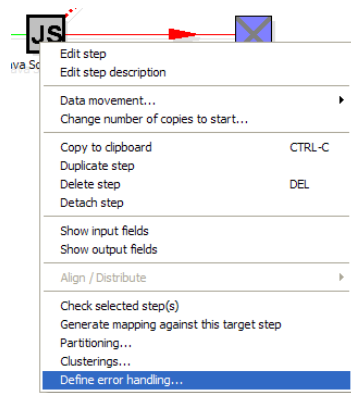 JS
ava Sc
Edit step
Edit step description
Data movement...
Change number of copies to start...
Copy to clipboard CTRL-C
Duplicate step
Delete step DEL
Detach step
Show input fields
Show output fields
Align / Distribute
Check selected step(s)
Generate mapping against this target step
Partitioning...
Clusterings...
Define error handling...